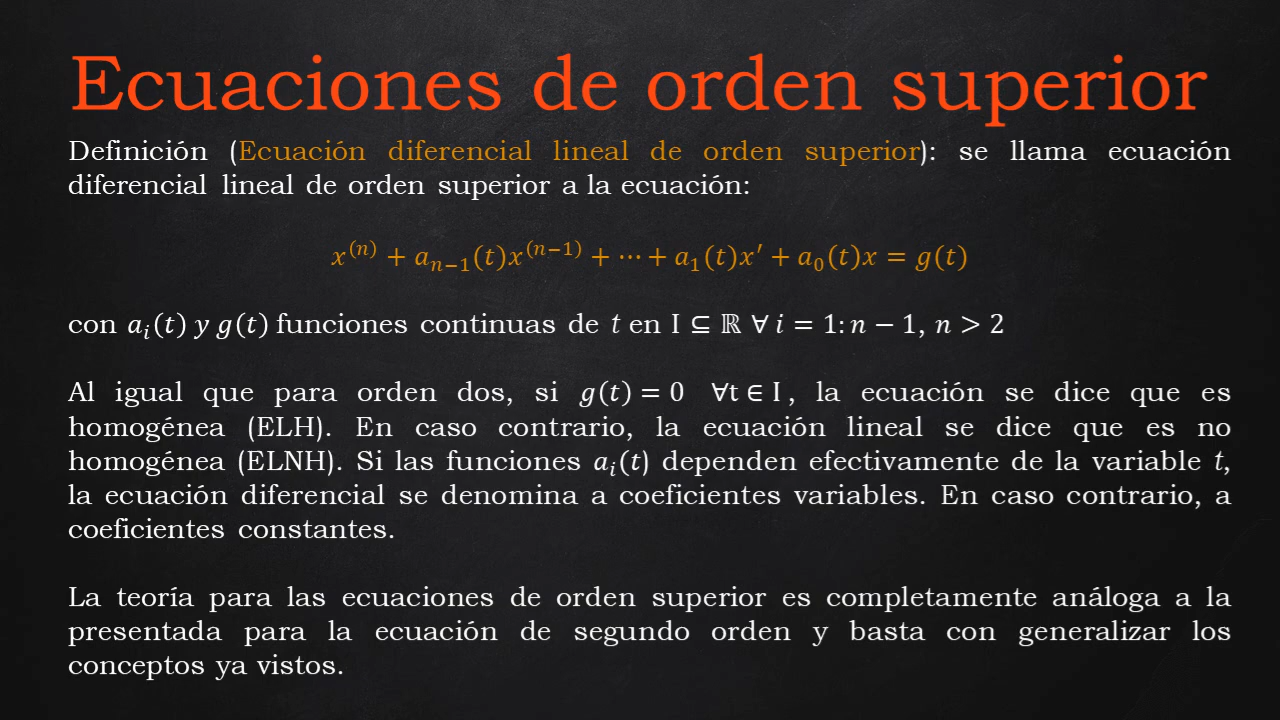 Ecuaciones de orden superior
Definición (Ecuación diferencial lineal de orden superior): se llama ecuación
diferencial lineal de orden superior a la ecuación:
x⁽ⁿ⁾ + aₙ₋₁(t)x⁽ⁿ⁻¹⁾ + ⋯ + a₁(t)x′ + a₀(t)x = g(t)
con aᵢ(t) y g(t) funciones continuas de t en I ⊆ ℝ ∀ i = 1: n − 1, n > 2
Al igual que para orden dos, si g(t) = 0 ∀t ∈ I , la ecuación se dice que es
homogénea (ELH). En caso contrario, la ecuación lineal se dice que es no
homogénea (ELNH). Si las funciones aᵢ(t) dependen efectivamente de la variable t,
la ecuación diferencial se denomina a coeficientes variables. En caso contrario, a
coeficientes constantes.
La teoría para las ecuaciones de orden superior es completamente análoga a la
presentada para la ecuación de segundo orden y basta con generalizar los
conceptos ya vistos.